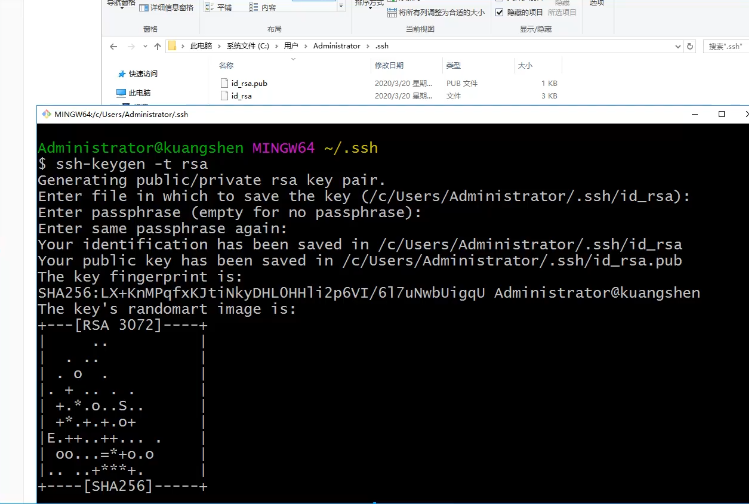 导航窗格
详细信息窗格
平铺
内容
排序方式
将所有列调整为合适的大小
隐藏的项目
隐藏
所选项目
选项
窗格
布局
当前视图
显示/隐藏
此电脑 > 系统文件 (C:) > 用户 > Administrator > .ssh
搜索".ssh"
快速访问
此电脑
名称
修改日期
类型
大小
id_rsa.pub
2020/3/20 星期...
PUB 文件
1 KB
id_rsa
2020/3/20 星期...
文件
3 KB
MINGW64:/c/Users/Administrator/.ssh
Administrator@kuangshen MINGW64 ~/.ssh
$ ssh-keygen -t rsa
Generating public/private rsa key pair.
Enter file in which to save the key (/c/Users/Administrator/.ssh/id_rsa):
Enter passphrase (empty for no passphrase):
Enter same passphrase again:
Your identification has been saved in /c/Users/Administrator/.ssh/id_rsa
Your public key has been saved in /c/Users/Administrator/.ssh/id_rsa.pub
The key fingerprint is:
SHA256:LX+KnMPqfxKJtiNkyDHLOHHli2p6VI/6l7uNwbUigqU Administrator@kuangshen
The key's randomart image is:
+---[RSA 3072]----+
|      ..         |
|   . ..          |
|  . o  .         |
|. + .. . .       |
| +.*.o..S..      |
| +*.+.+.o+       |
|E.++..++... .    |
| oo...=*+o.o     |
|.. ..+***+.      |
+----[SHA256]-----+